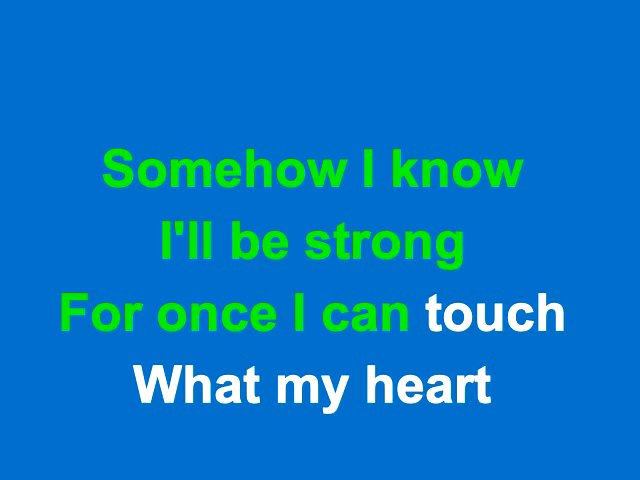 Somehow I know
I'll be strong
For once I can touch
What my heart